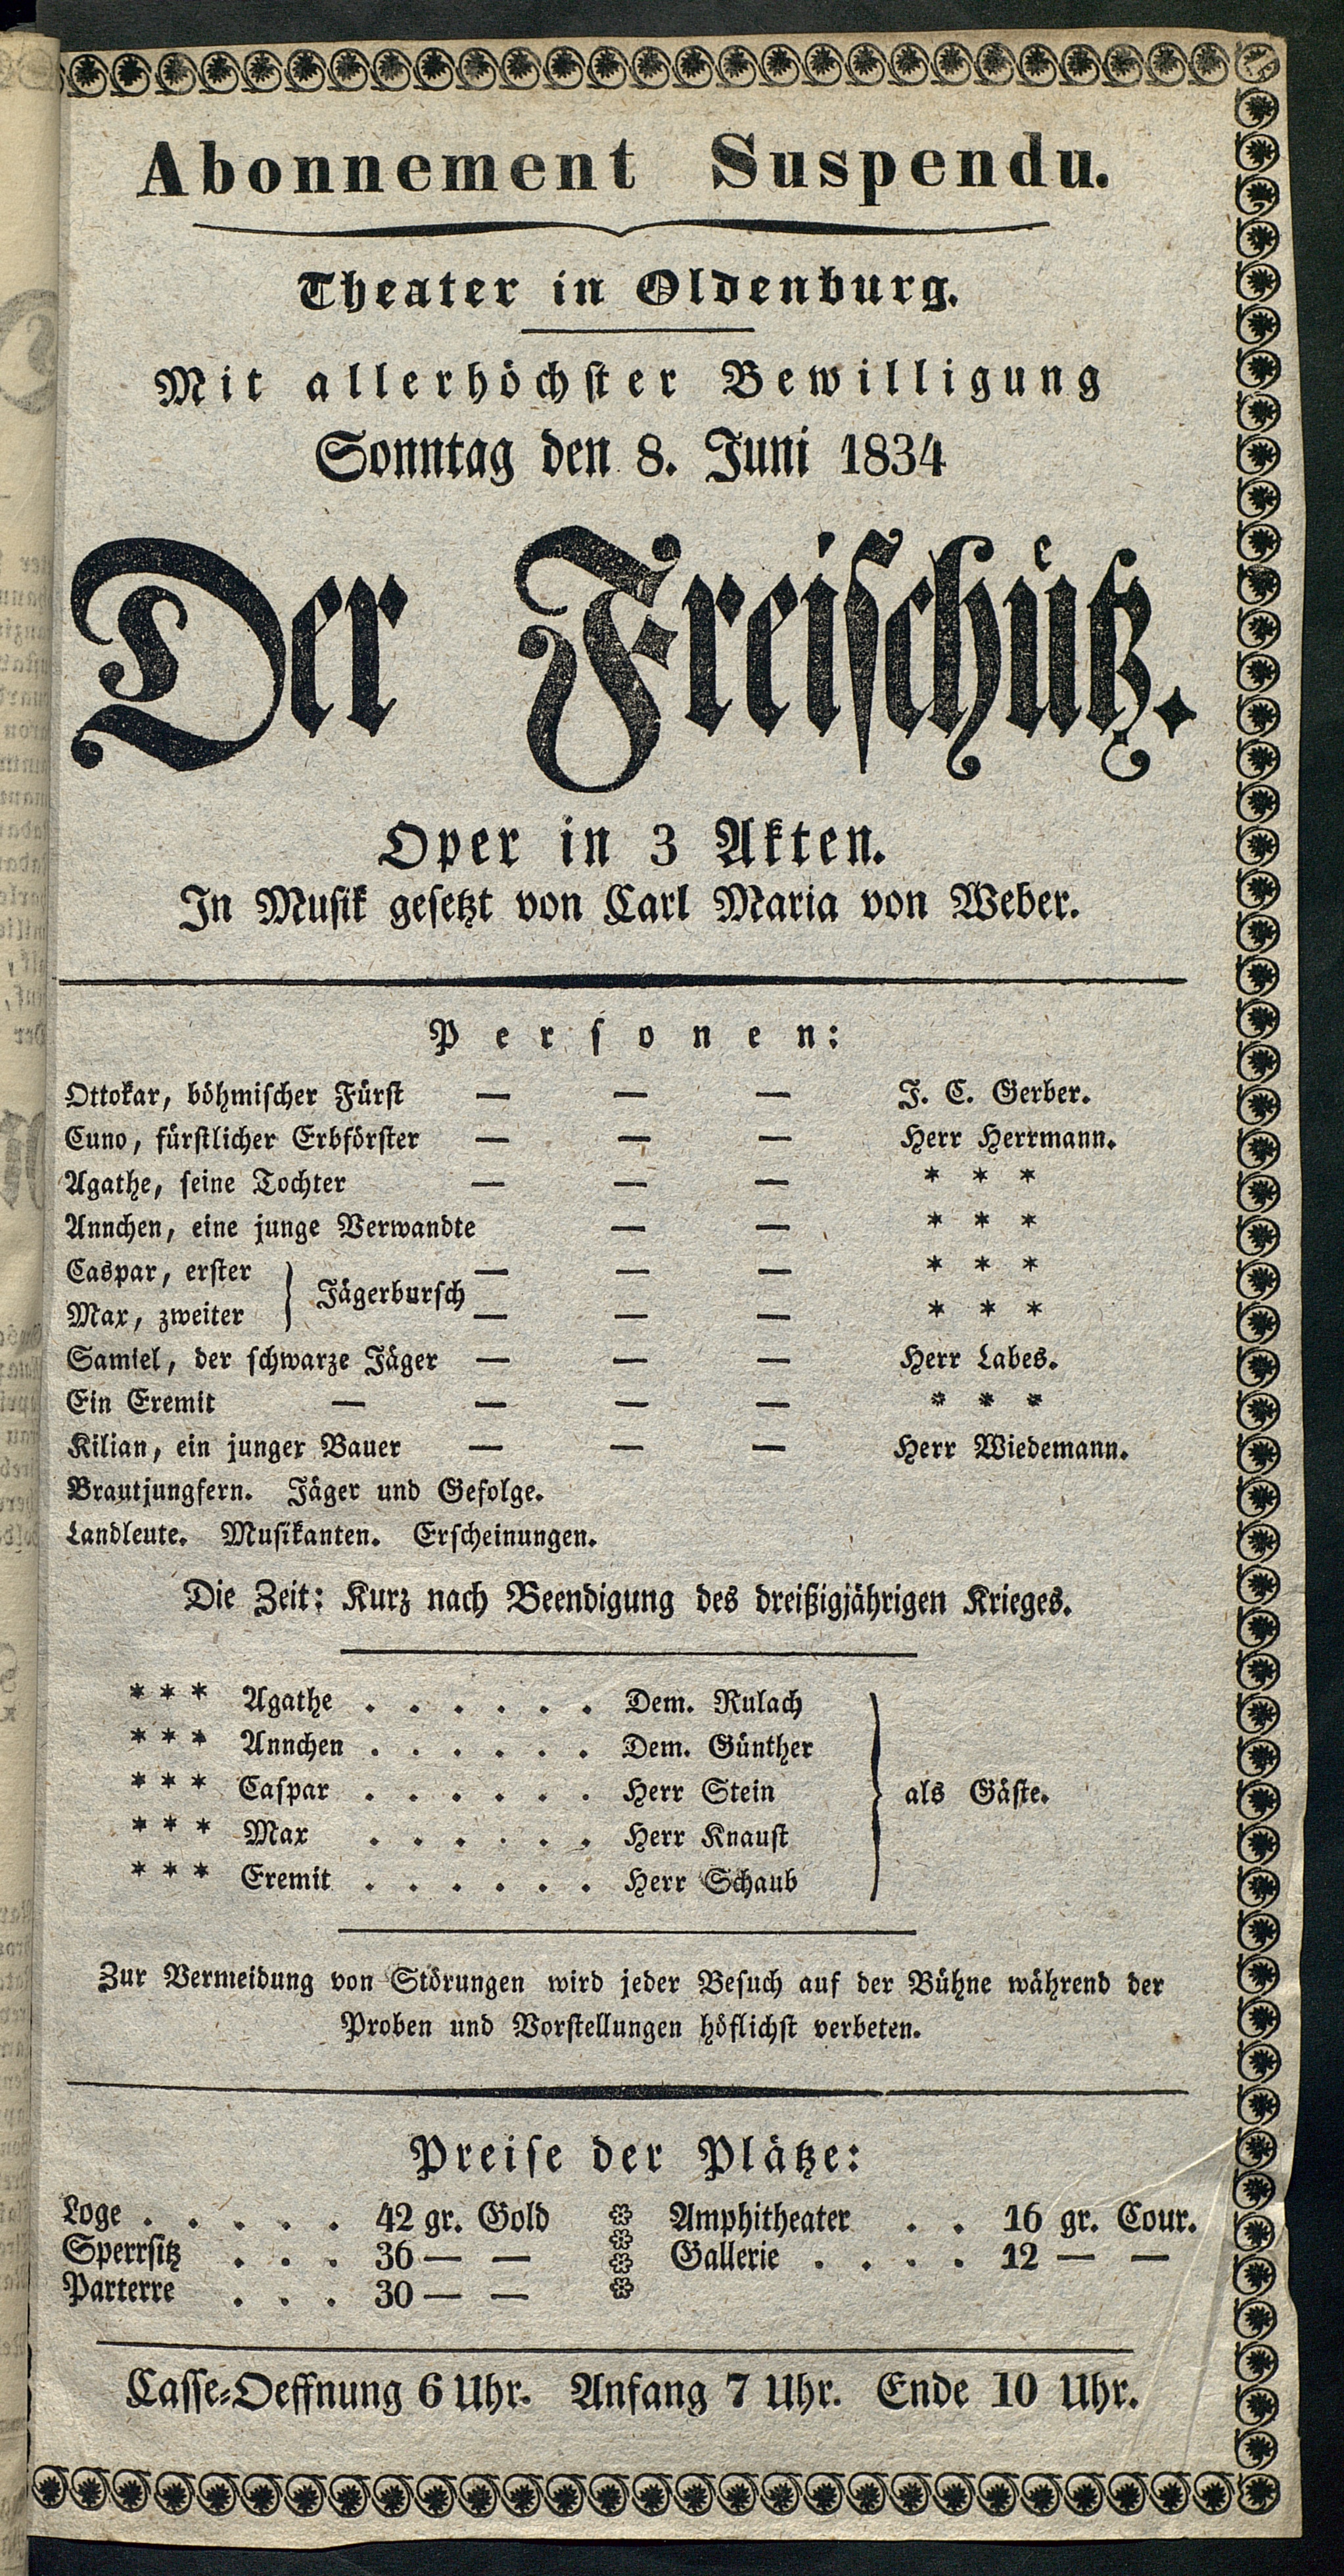 Abonnement Suspendu.
Theater in Oldenburg.
Mit allerhöchster Bewilligung
Sonntag den 8. Juni 1834
Der Freischütz.
Oper in 3 Akten.
In Musik gesetzt von Carl Maria von Weber.
Personen:
Ottokar, böhmischer Fürst — — — J. C. Gerber.
Cuno, fürstlicher Erbförster — — — Herr Herrmann.
Agathe, seine Tochter — — — * * *
Annchen, eine junge Verwandte — — * * *
Caspar, erster } Jägerbursch — — — * * *
Max, zweiter — — — * * *
Samiel, der schwarze Jäger — — — Herr Labes.
Ein Eremit — — — — * * *
Kilian, ein junger Bauer — — — Herr Wiedemann.
Brautjungfern. Jäger und Gefolge.
Landleute. Musikanten. Erscheinungen.
Die Zeit: Kurz nach Beendigung des dreißigjährigen Krieges.
* * * Agathe . . . . . . Dem. Rulach
* * * Annchen . . . . . . Dem. Günther
* * * Caspar . . . . . . Herr Stein } als Gäste.
* * * Max . . . . . . Herr Knaust
* * * Eremit . . . . . . Herr Schaub
Zur Vermeidung von Störungen wird jeder Besuch auf der Bühne während der
Proben und Vorstellungen höflichst verbeten.
Preise der Plätze:
Loge . . . . . 42 gr. Gold Amphitheater . . 16 gr. Cour.
Sperrsitz . . . 36 — — Gallerie . . . . 12 — —
Parterre . . . 30 — —
Casse-Oeffnung 6 Uhr. Anfang 7 Uhr. Ende 10 Uhr.